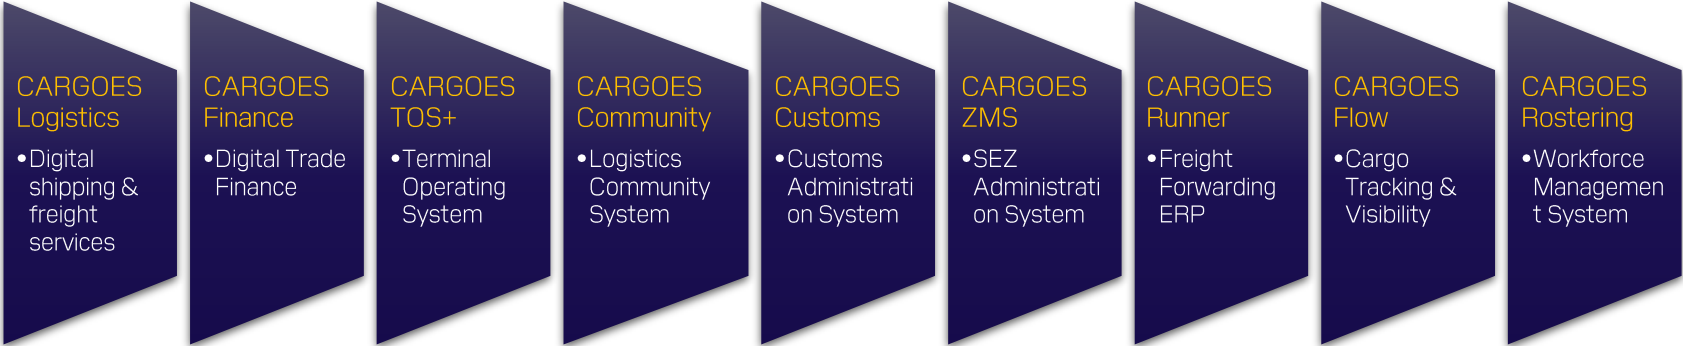 CARGOES
Logistics
•Digital
shipping &
freight
services
CARGOES
Finance
•Digital Trade
Finance
CARGOES
TOS+
•Terminal
Operating
System
CARGOES
Community
•Logistics
Community
System
CARGOES
Customs
•Customs
Administrati
on System
CARGOES
ZMS
•SEZ
Administrati
on System
CARGOES
Runner
•Freight
Forwarding
ERP
CARGOES
Flow
•Cargo
Tracking &
Visibility
CARGOES
Rostering
•Workforce
Managemen
t System